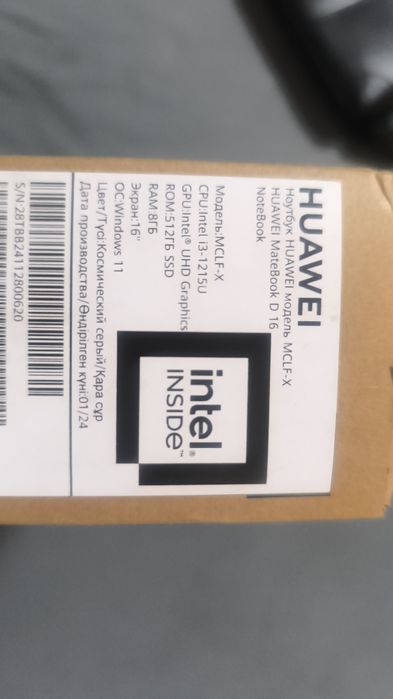 HUAWEI
Ноутбук HUAWEI модель MCLF-X
HUAWEI MateBook D 16
NoteBook
Модель:MCLF-X
CPU:Intel i3-1215U
GPU:Intel® UHD Graphics
ROM:512ГБ SSD
RAM:8ГБ
Экран:16"
ОС:Windows 11
Цвет/Түсі:Космический серый/Қара сұр
Дата производства/Өндірілген күні:01/24
intel®
INSIDE™
S/N:28TBB24112800620